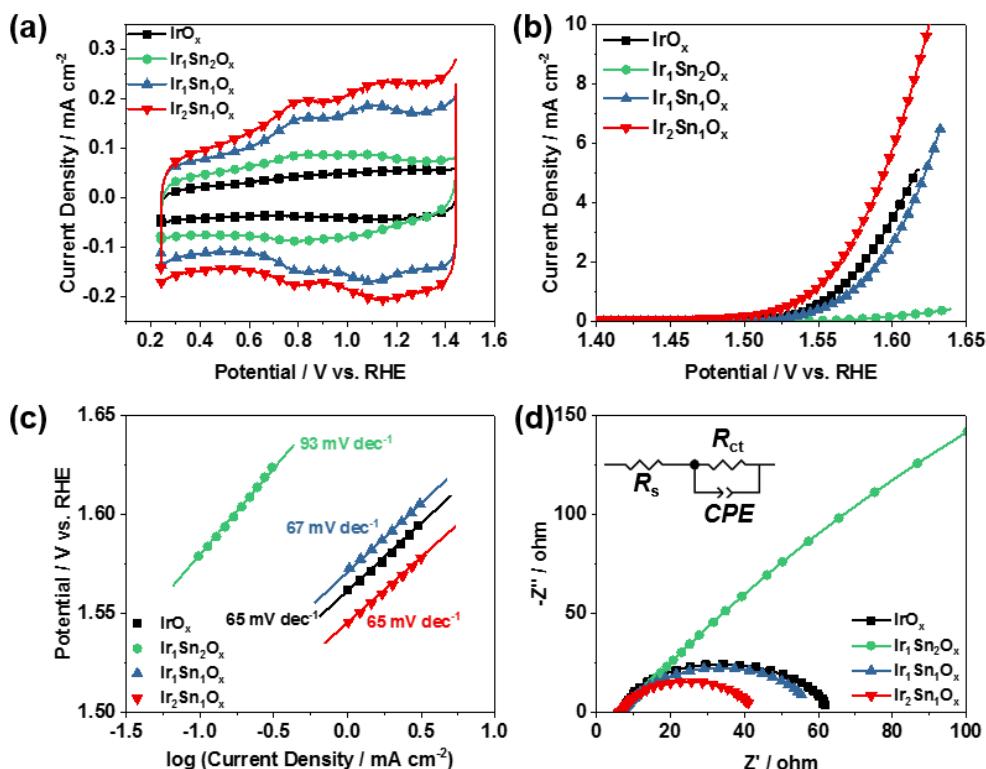 (a)
Current Density / mA cm⁻²
0.3
0.2
0.1
0.0
-0.1
-0.2
IrOₓ
Ir₁Sn₂Oₓ
Ir₁Sn₁Oₓ
Ir₂Sn₁Oₓ
0.2 0.4 0.6 0.8 1.0 1.2 1.4 1.6
Potential / V vs. RHE
(b)
Current Density / mA cm⁻²
10
8
6
4
2
0
IrOₓ
Ir₁Sn₂Oₓ
Ir₁Sn₁Oₓ
Ir₂Sn₁Oₓ
1.40 1.45 1.50 1.55 1.60 1.65
Potential / V vs. RHE
(c)
Potential / V vs. RHE
1.65
1.60
1.55
1.50
93 mV dec⁻¹
67 mV dec⁻¹
65 mV dec⁻¹
65 mV dec⁻¹
IrOₓ
Ir₁Sn₂Oₓ
Ir₁Sn₁Oₓ
Ir₂Sn₁Oₓ
-1.5 -1.0 -0.5 0.0 0.5 1.0
log (Current Density / mA cm⁻²)
(d)
-Z'' / ohm
150
100
50
0
Rct
Rs
CPE
IrOₓ
Ir₁Sn₂Oₓ
Ir₁Sn₁Oₓ
Ir₂Sn₁Oₓ
0 20 40 60 80 100
Z' / ohm